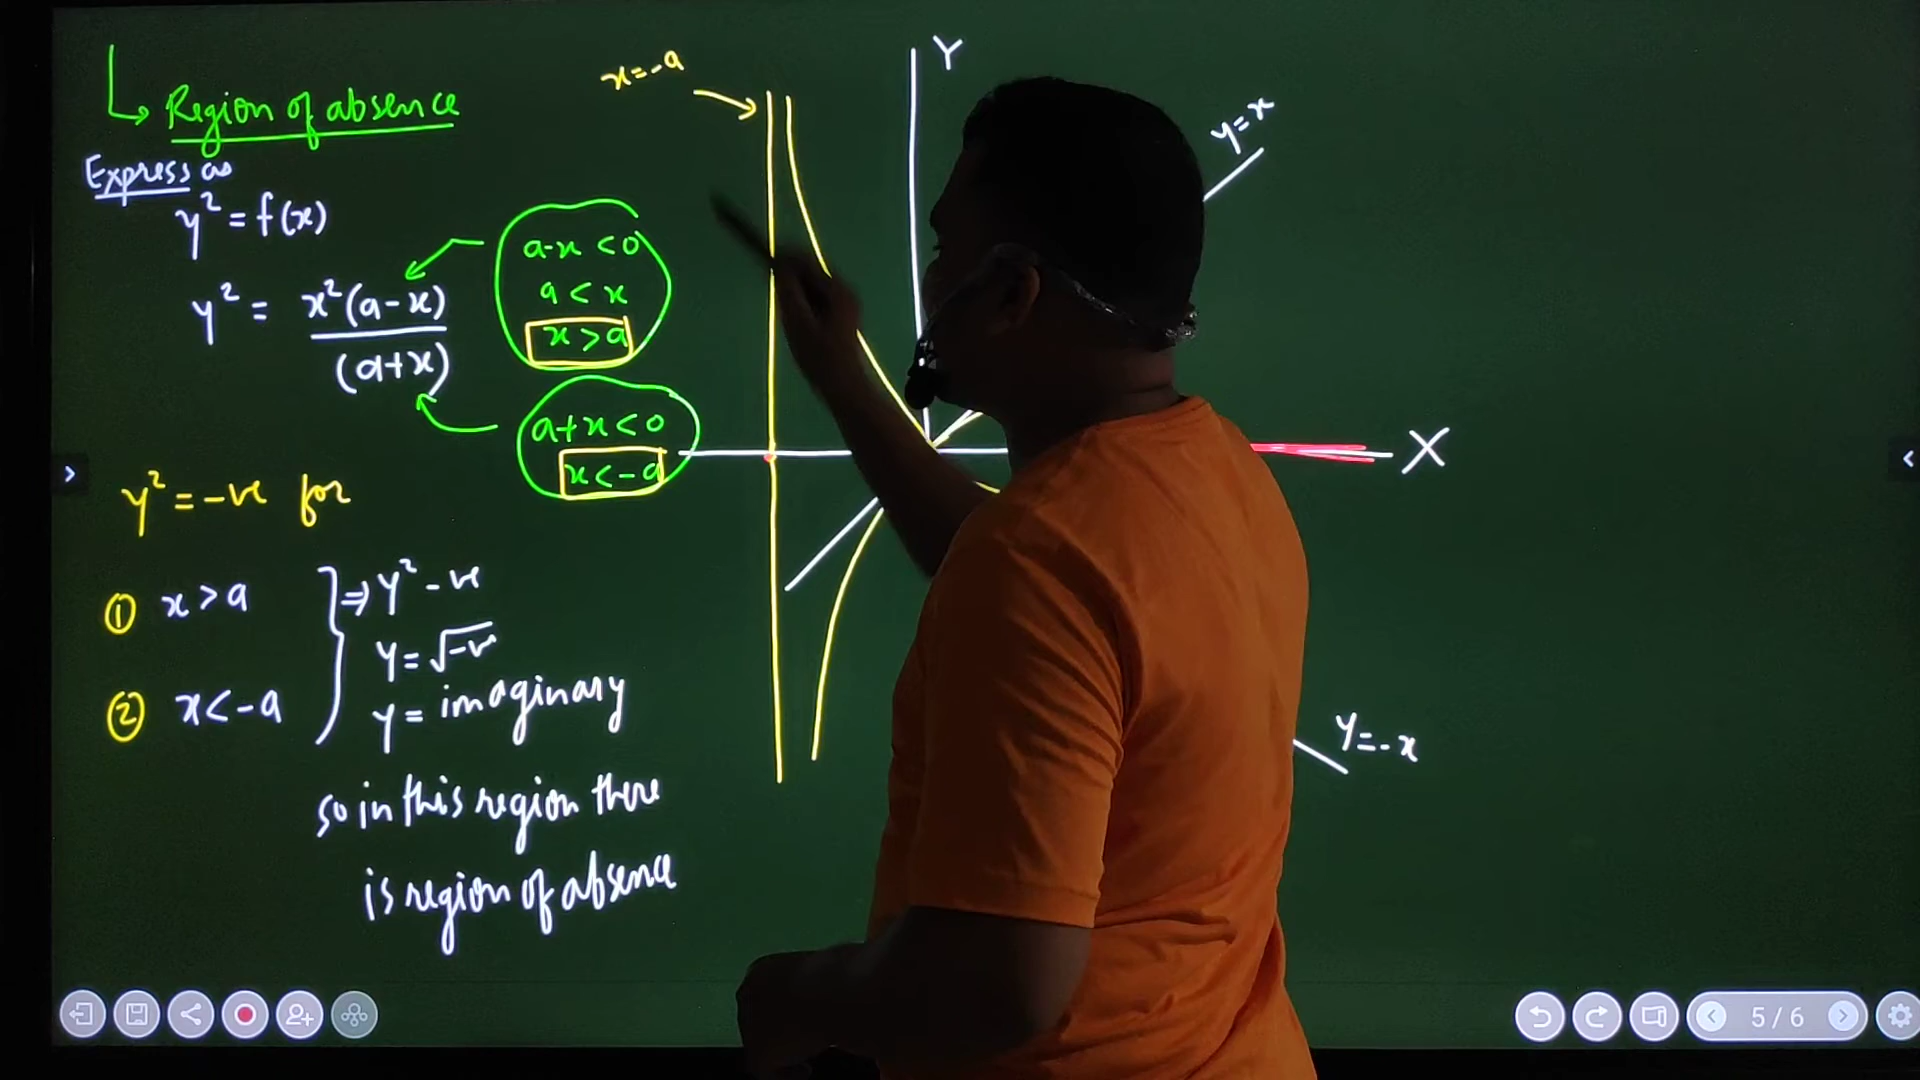 Region of absence
Express as
y² = f(x)
y² = x²(a-x) / (a+x)
a-x < 0
a < x
x > a
a+x < 0
x < -a
y² = -ve for
① x > a
② x < -a
⇒ y² -ve
y = √-ve
y = imaginary
so in this region there
is region of absence
x = -a
Y
y = x
X
y = -x
5 / 6